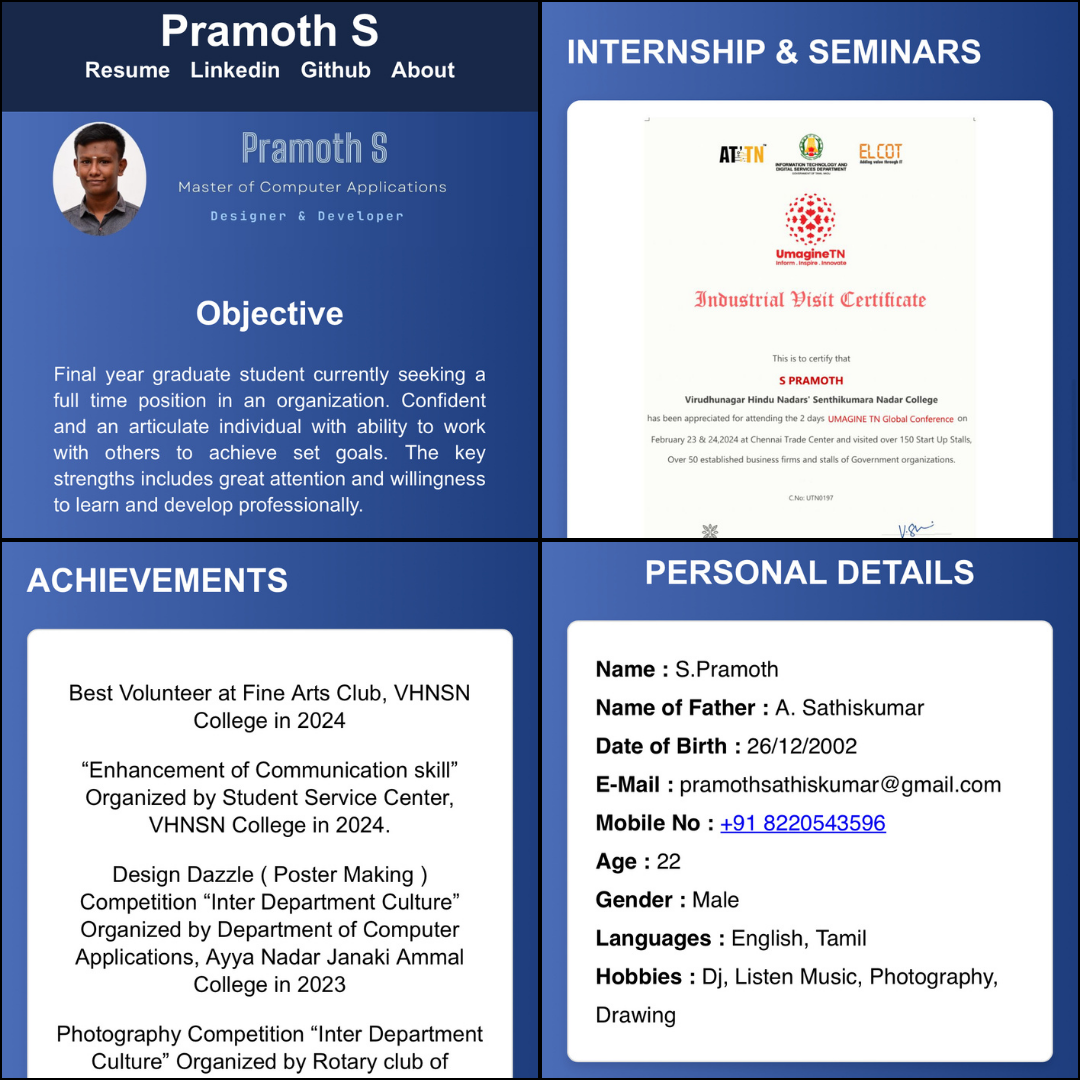 Pramoth S
Resume Linkedin Github About
Pramoth S
Master of Computer Applications
Designer & Developer
Objective
Final year graduate student currently seeking a
full time position in an organization. Confident
and an articulate individual with ability to work
with others to achieve set goals. The key
strengths includes great attention and willingness
to learn and develop professionally.
INTERNSHIP & SEMINARS
AT TN
INFORMATION TECHNOLOGY AND
DIGITAL SERVICES DEPARTMENT
ELCOT
Adding value through IT
UmagineTN
Inform . Inspire . Innovate
Industrial Visit Certificate
This is to certify that
S PRAMOTH
Virudhunagar Hindu Nadars' Senthikumara Nadar College
has been appreciated for attending the 2 days UMAGINE TN Global Conference on
February 23 & 24,2024 at Chennai Trade Center and visited over 150 Start Up Stalls,
Over 50 established business firms and stalls of Government organizations.
C.No: UTN0197
ACHIEVEMENTS
Best Volunteer at Fine Arts Club, VHNSN
College in 2024
“Enhancement of Communication skill”
Organized by Student Service Center,
VHNSN College in 2024.
Design Dazzle ( Poster Making )
Competition “Inter Department Culture”
Organized by Department of Computer
Applications, Ayya Nadar Janaki Ammal
College in 2023
Photography Competition “Inter Department
Culture” Organized by Rotary club of
PERSONAL DETAILS
Name : S.Pramoth
Name of Father : A. Sathiskumar
Date of Birth : 26/12/2002
E-Mail : pramothsathiskumar@gmail.com
Mobile No : +91 8220543596
Age : 22
Gender : Male
Languages : English, Tamil
Hobbies : Dj, Listen Music, Photography,
Drawing